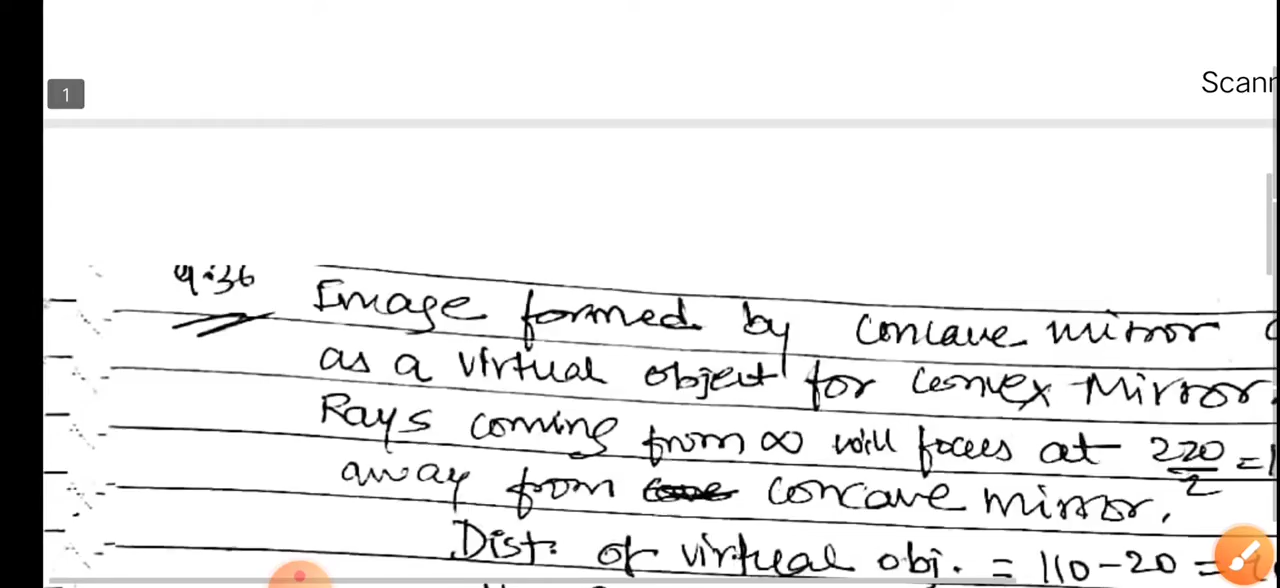 1
Scann
9.36
Image formed by concave mirror
as a virtual object for convex Mirror.
Rays coming from ∞ will focus at 220/2 =
away from concave mirror.
Dist. of virtual obj. = 110-20 =